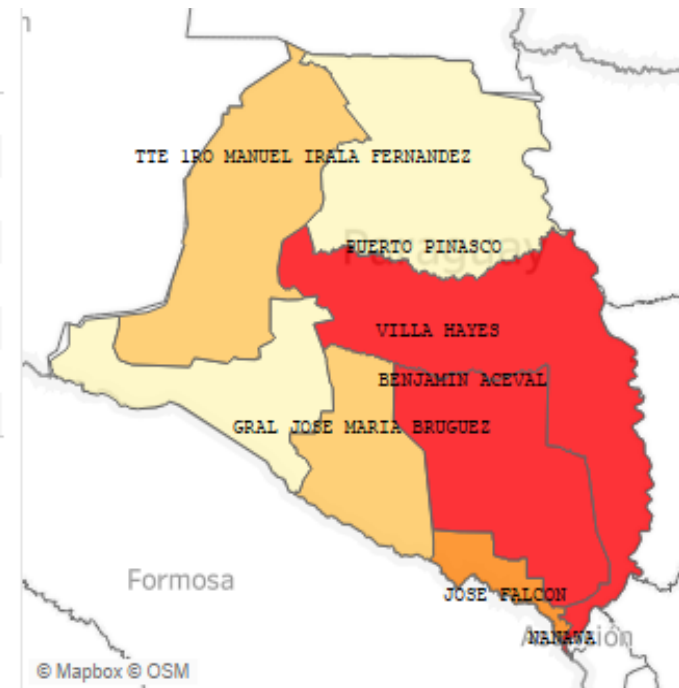 TTE 1RO MANUEL IRALA FERNANDEZ
PUERTO PINASCO
Paraguay
VILLA HAYES
BENJAMIN ACEVAL
GRAL JOSE MARIA BRUGUEZ
Formosa
JOSE FALCON
NANAWA
© Mapbox © OSM